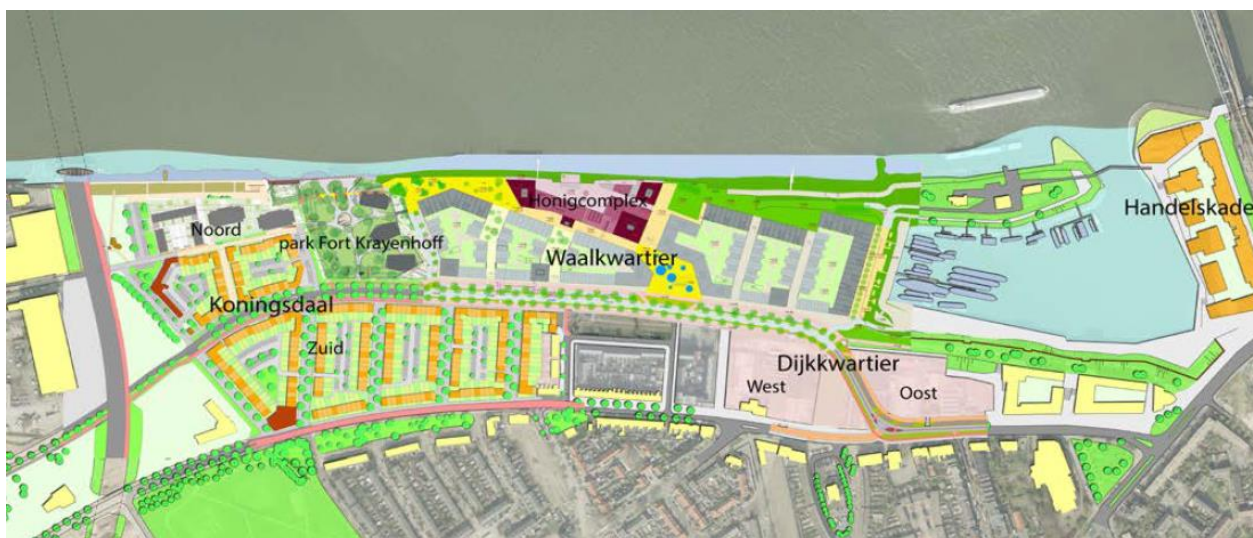 Honigcomplex
Handelskade
Noord
park Fort Krayenhoff
Waalkwartier
Koningsdaal
Zuid
Dijkkwartier
West
Oost